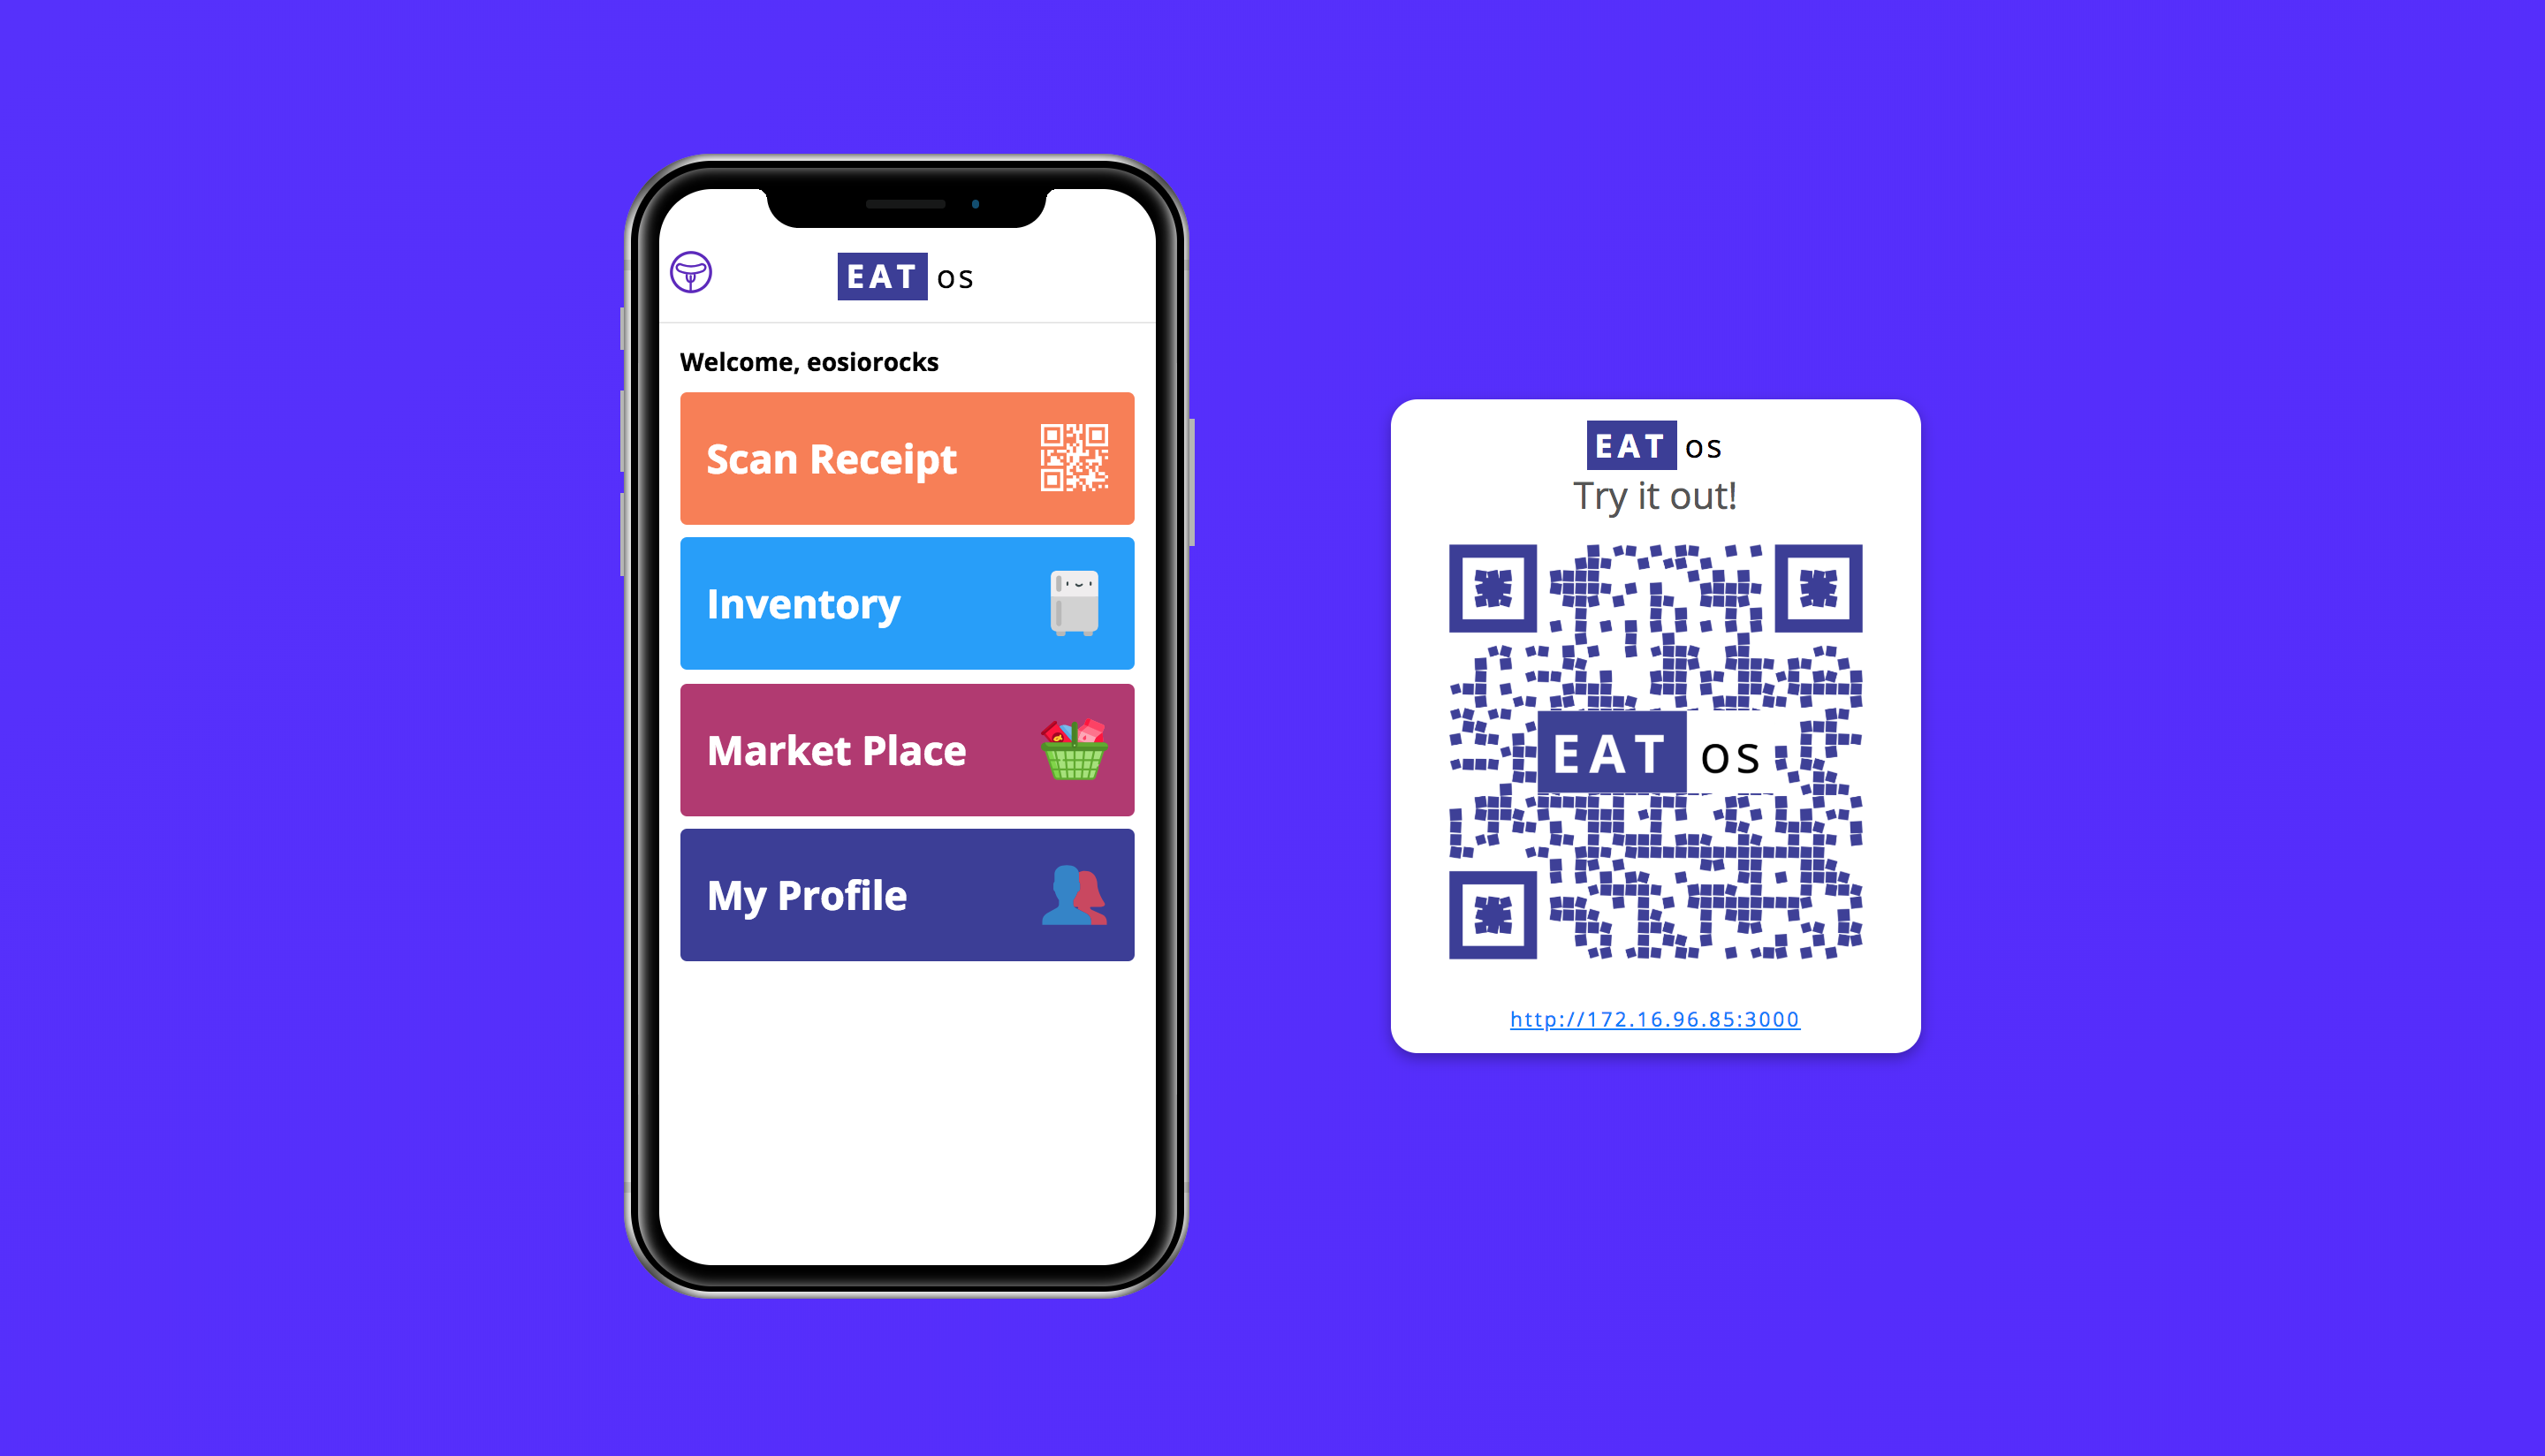 EAT os
Welcome, eosiorocks
Scan Receipt
Inventory
Market Place
My Profile
EAT os
Try it out!
EAT os
http://172.16.96.85:3000